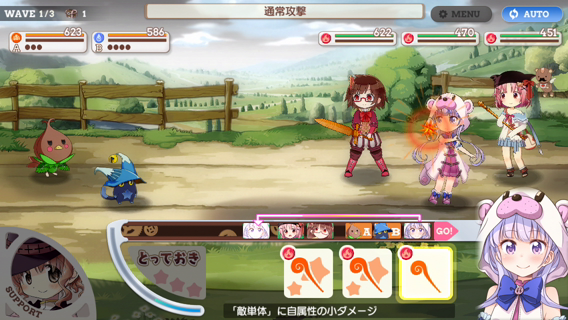 WAVE 1/3 1
通常攻撃
MENU
AUTO
623
A
586
B
622
470
451
A B GO!
とっておき
SUPPORT
「敵単体」に自属性の小ダメージ